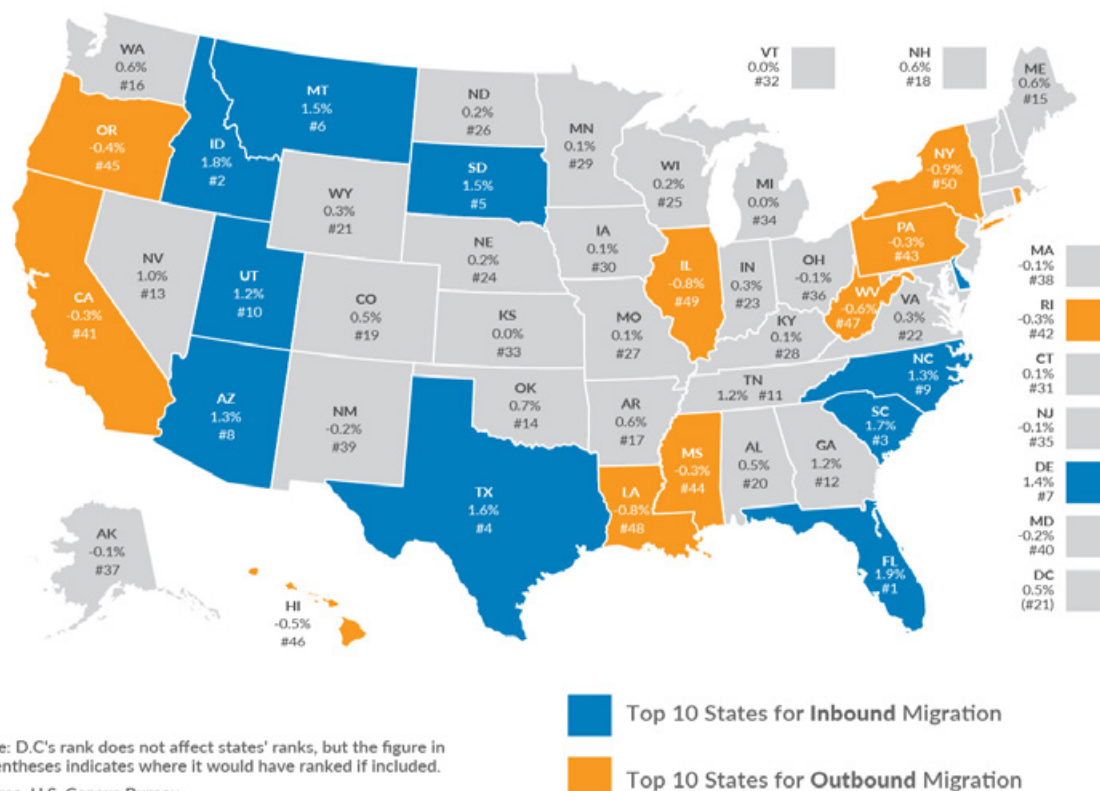 WA
0.6%
#16
OR
-0.4%
#45
CA
-0.3%
#41
NV
1.0%
#13
ID
1.8%
#2
MT
1.5%
#6
WY
0.3%
#21
UT
1.2%
#10
AZ
1.3%
#8
CO
0.5%
#19
NM
-0.2%
#39
ND
0.2%
#26
SD
1.5%
#5
NE
0.2%
#24
KS
0.0%
#33
OK
0.7%
#14
TX
1.6%
#4
MN
0.1%
#29
IA
0.1%
#30
MO
0.1%
#27
AR
0.6%
#17
LA
-0.8%
#48
WI
0.2%
#25
IL
-0.8%
#49
MI
0.0%
#34
IN
0.3%
#23
OH
-0.1%
#36
KY
0.1%
#28
TN
1.2% #11
MS
-0.3%
#44
AL
0.5%
#20
GA
1.2%
#12
FL
1.9%
#1
SC
1.7%
#3
NC
1.3%
#9
VA
0.3%
#22
WV
-0.6%
#47
PA
-0.3%
#43
NY
-0.9%
#50
VT
0.0%
#32
NH
0.6%
#18
ME
0.6%
#15
MA
-0.1%
#38
RI
-0.3%
#42
CT
0.1%
#31
NJ
-0.1%
#35
DE
1.4%
#7
MD
-0.2%
#40
DC
0.5%
(#21)
AK
-0.1%
#37
HI
-0.5%
#46
Top 10 States for Inbound Migration
Top 10 States for Outbound Migration
e: D.C's rank does not affect states' ranks, but the figure in
entheses indicates where it would have ranked if included.